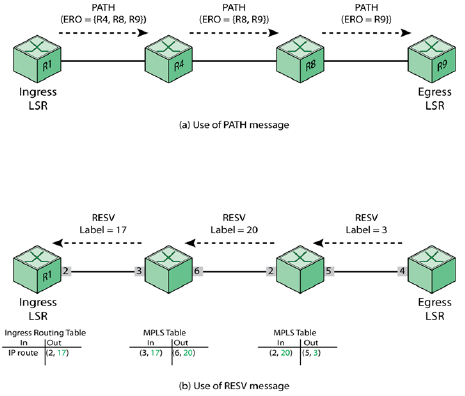 PATH PATH PATH
(ERO = (R4, R8, R9)) (ERO = (R8, R9)) (ERO = (R9))
R1 R4 R8 R9
Ingress Egress
LSR LSR
(a) Use of PATH message
RESV RESV RESV
Label = 17 Label = 20 Label = 3
R1 2 3 6 2 5 4
Ingress Egress
LSR LSR
Ingress Routing Table MPLS Table MPLS Table
In Out In Out In Out
IP route (2, 17) (3, 17) (6, 20) (2, 20) (5, 3)
(b) Use of RESV message